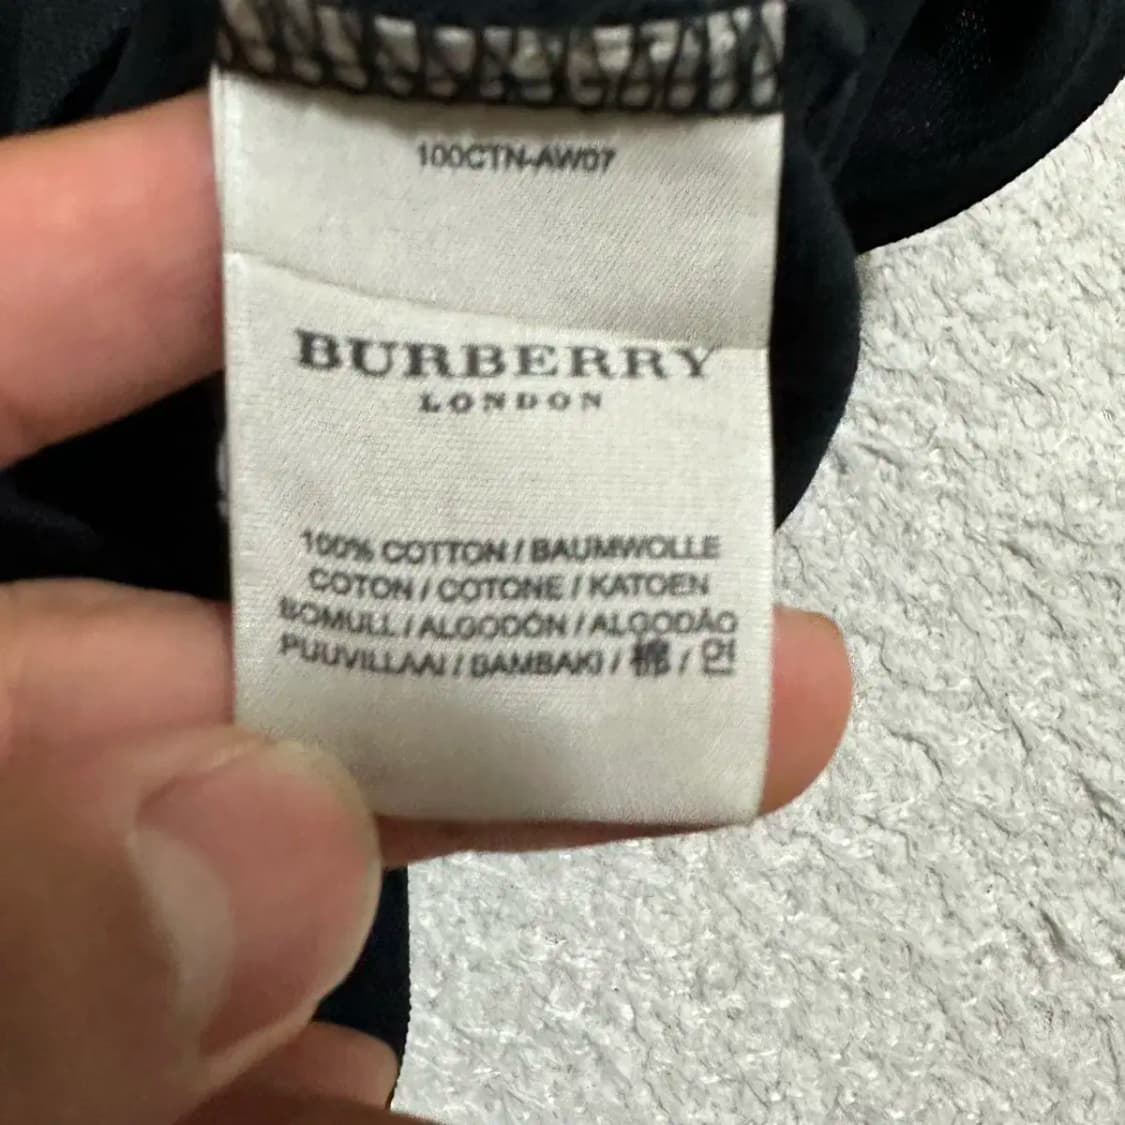 100CTN-AW07
BURBERRY
LONDON
100% COTTON / BAUMWOLLE
COTON / COTONE / KATOEN
BOMULL / ALGODÓN / ALGODÃO
PUUVILLAA / BAMBAKI / 棉 / 면